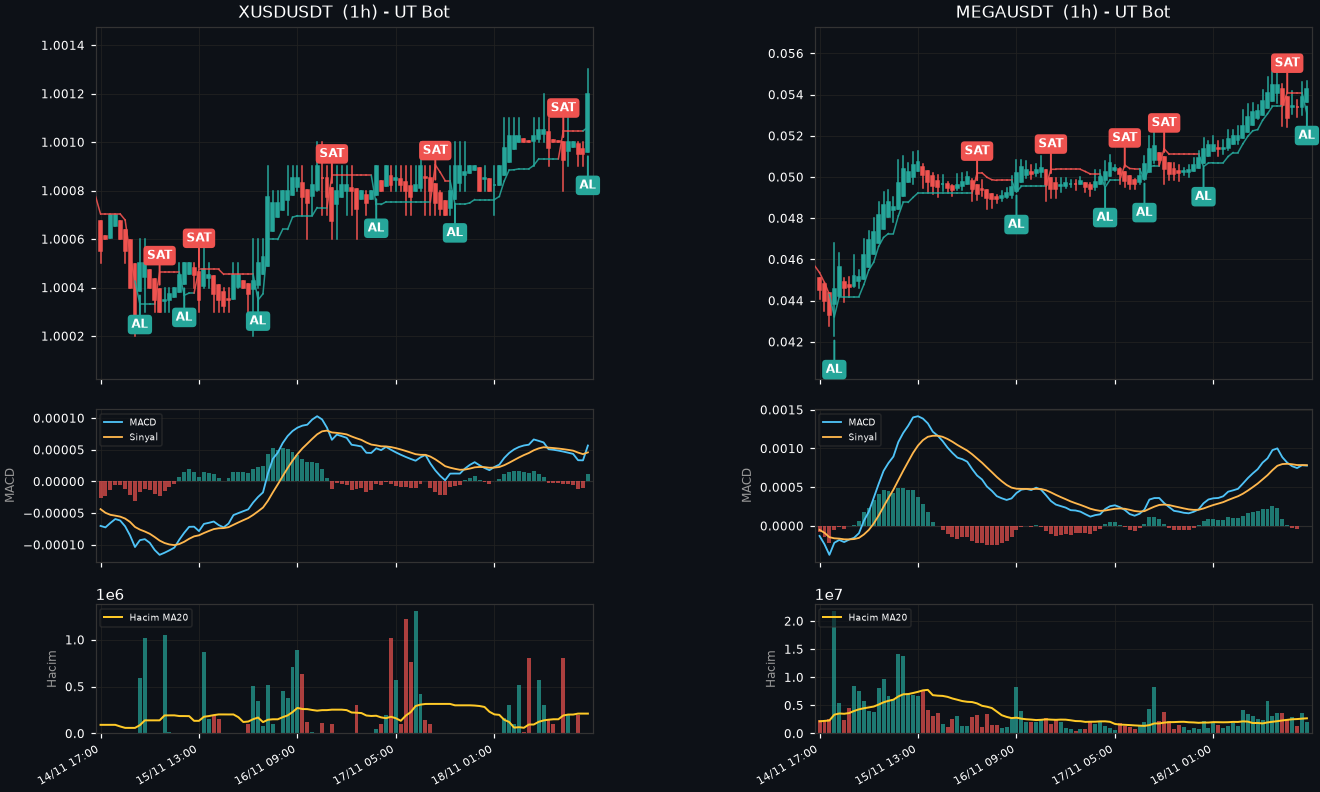 XUSDUSDT  (1h) - UT Bot
1.0014
1.0012
1.0010
1.0008
1.0006
1.0004
1.0002
SAT
SAT
SAT
SAT
SAT
AL
AL
AL
AL
AL
AL
MACD
0.00010
0.00005
0.00000
−0.00005
−0.00010
MACD
Sinyal
1e6
Hacim
1.0
0.5
0.0
Hacim MA20
14/11 17:00
15/11 13:00
16/11 09:00
17/11 05:00
18/11 01:00
MEGAUSDT  (1h) - UT Bot
0.056
0.054
0.052
0.050
0.048
0.046
0.044
0.042
SAT
SAT
SAT
SAT
SAT
AL
AL
AL
AL
AL
AL
MACD
0.0015
0.0010
0.0005
0.0000
MACD
Sinyal
1e7
Hacim
2.0
1.5
1.0
0.5
0.0
Hacim MA20
14/11 17:00
15/11 13:00
16/11 09:00
17/11 05:00
18/11 01:00